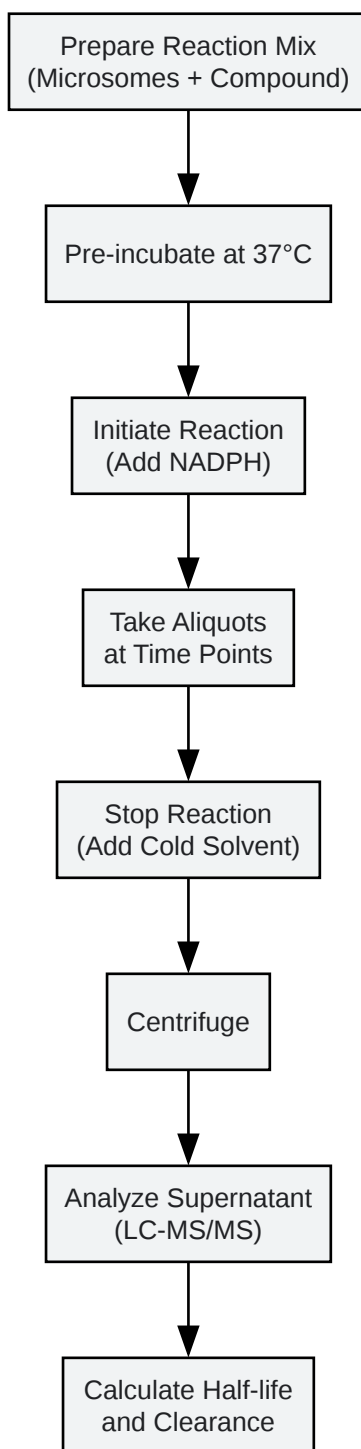 Prepare Reaction Mix
(Microsomes + Compound)
Pre-incubate at 37°C
Initiate Reaction
(Add NADPH)
Take Aliquots
at Time Points
Stop Reaction
(Add Cold Solvent)
Centrifuge
Analyze Supernatant
(LC-MS/MS)
Calculate Half-life
and Clearance